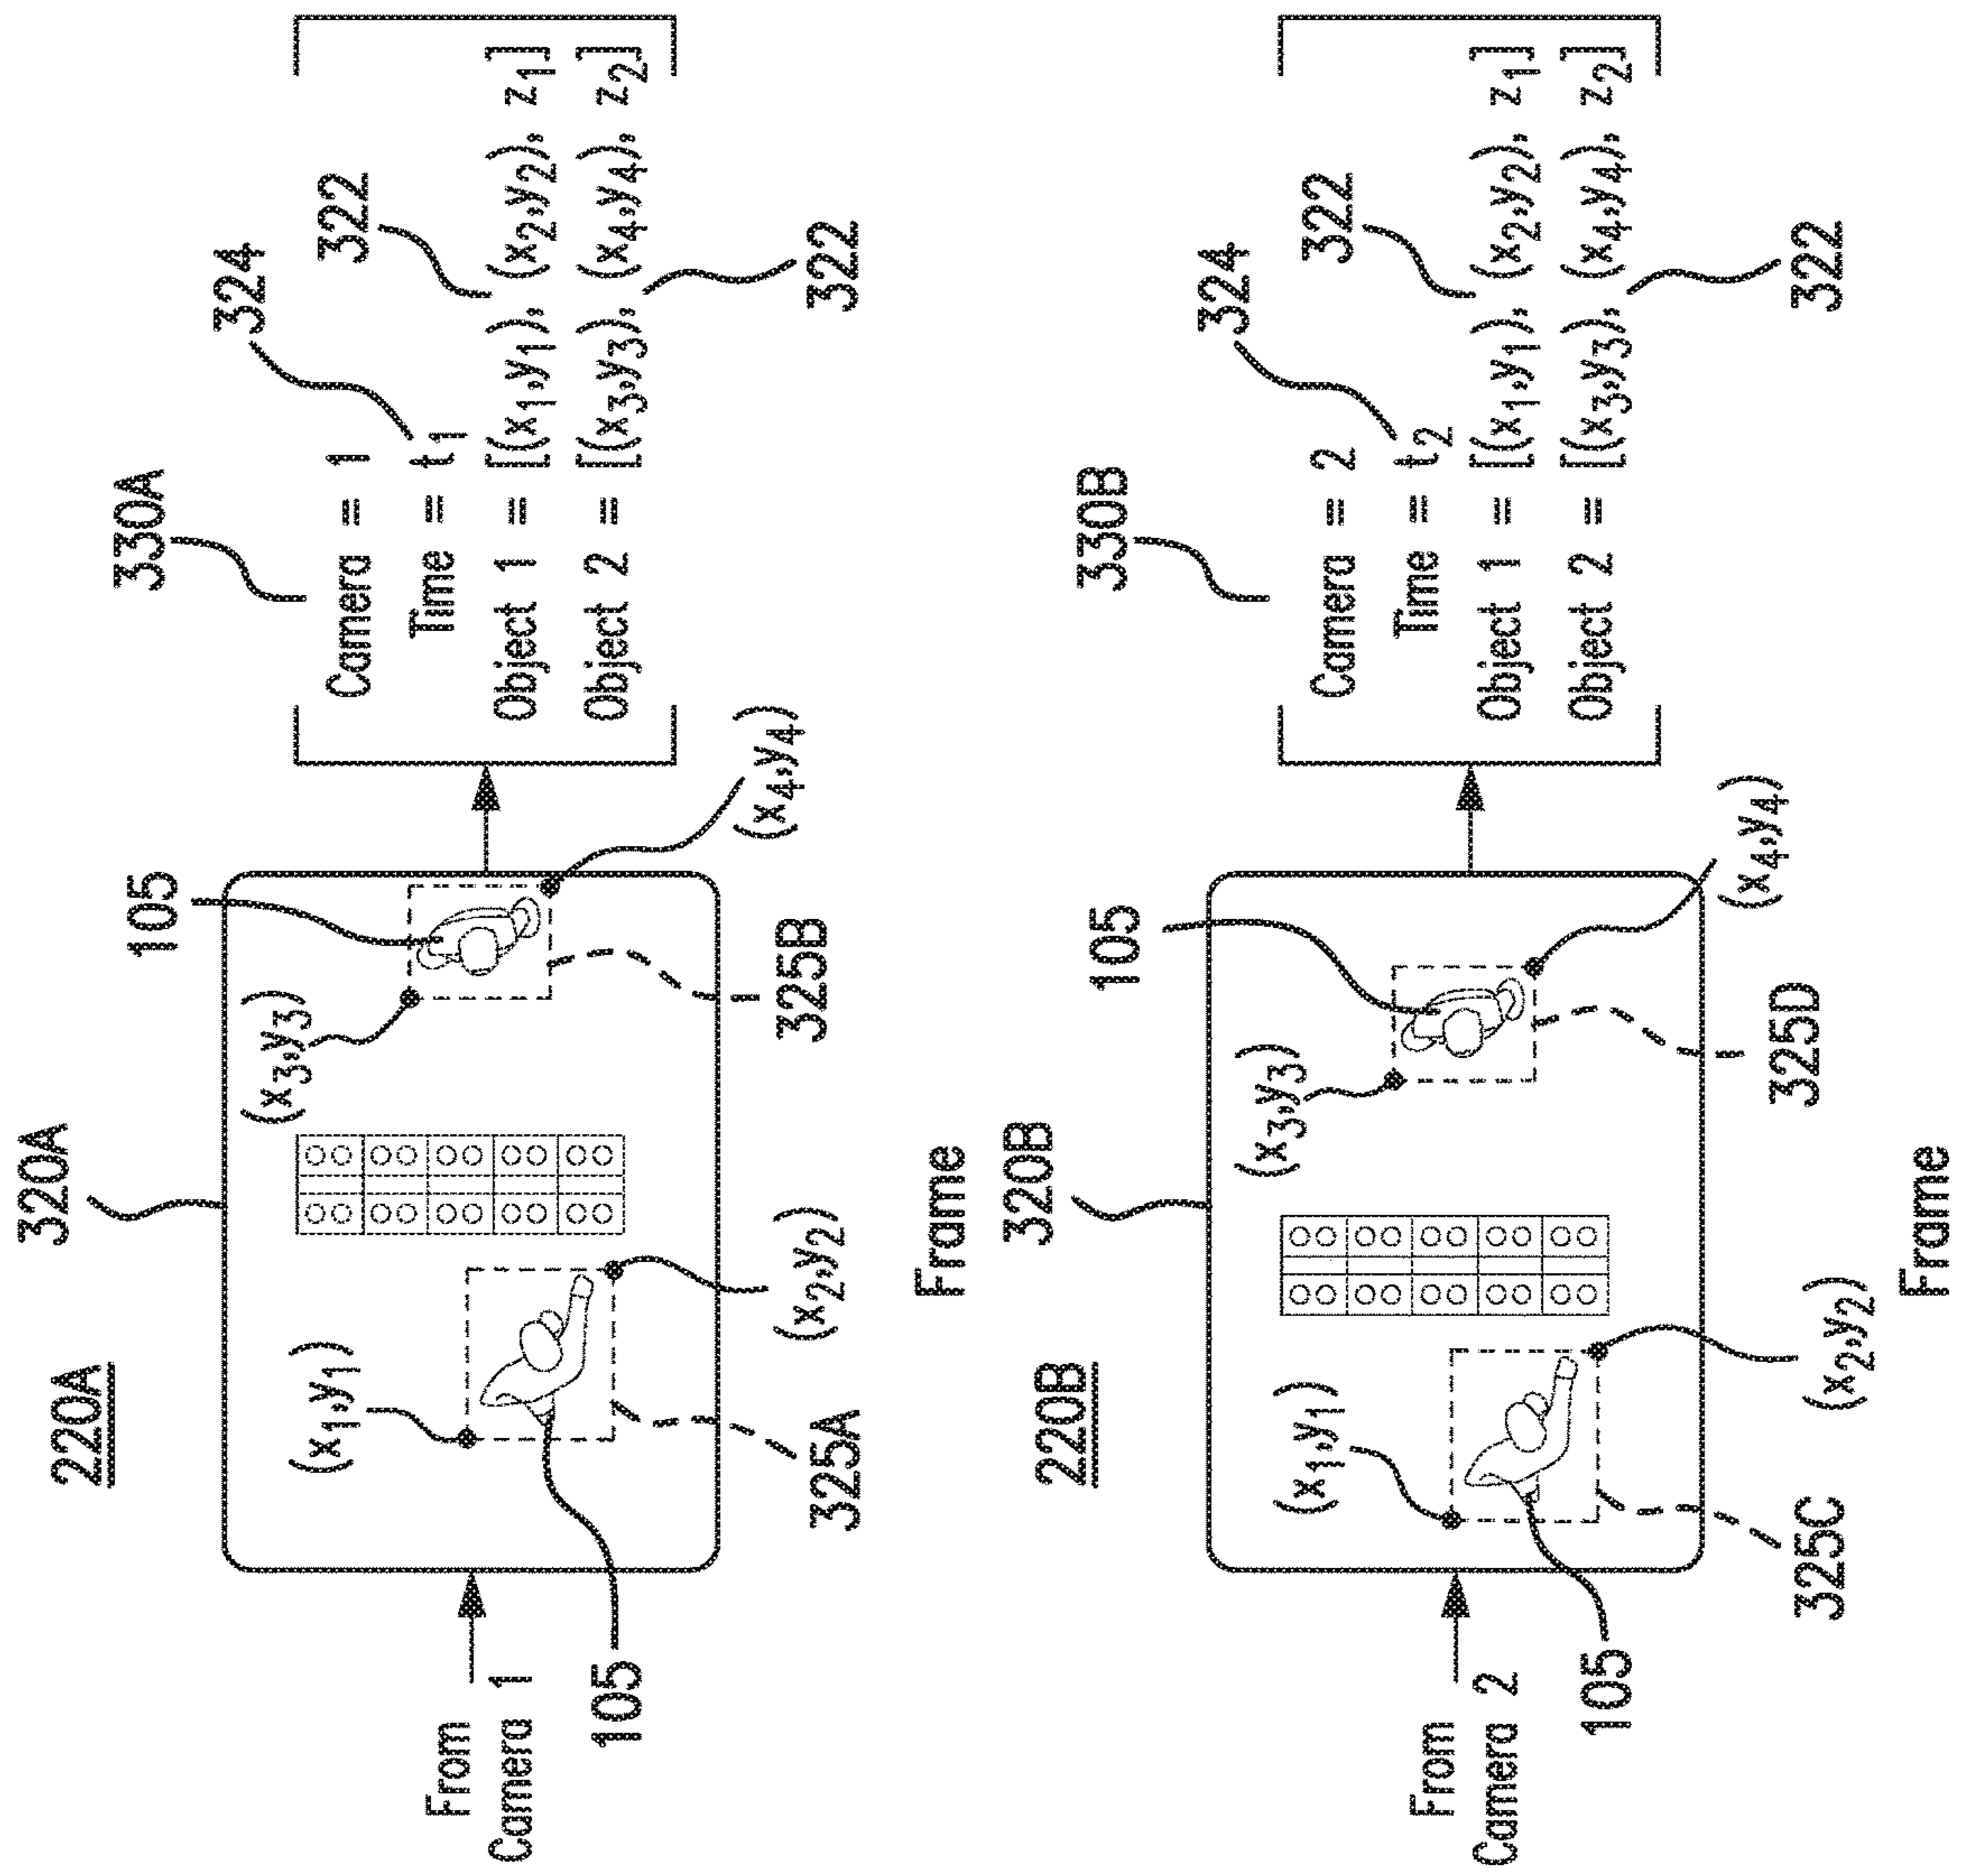 220A
320A
105
(x1,y1)
(x3,y3)
From
Camera 1
105
325A
(x2,y2)
325B
(x4,y4)
Frame
330A
324
322
Camera = 1
Time = t1
Object 1 = [(x1,y1), (x2,y2), z1]
Object 2 = [(x3,y3), (x4,y4), z2]
322
220B
320B
105
(x1,y1)
(x3,y3)
From
Camera 2
105
325C
(x2,y2)
325D
(x4,y4)
Frame
330B
324
322
Camera = 2
Time = t2
Object 1 = [(x1,y1), (x2,y2), z1]
Object 2 = [(x3,y3), (x4,y4), z2]
322